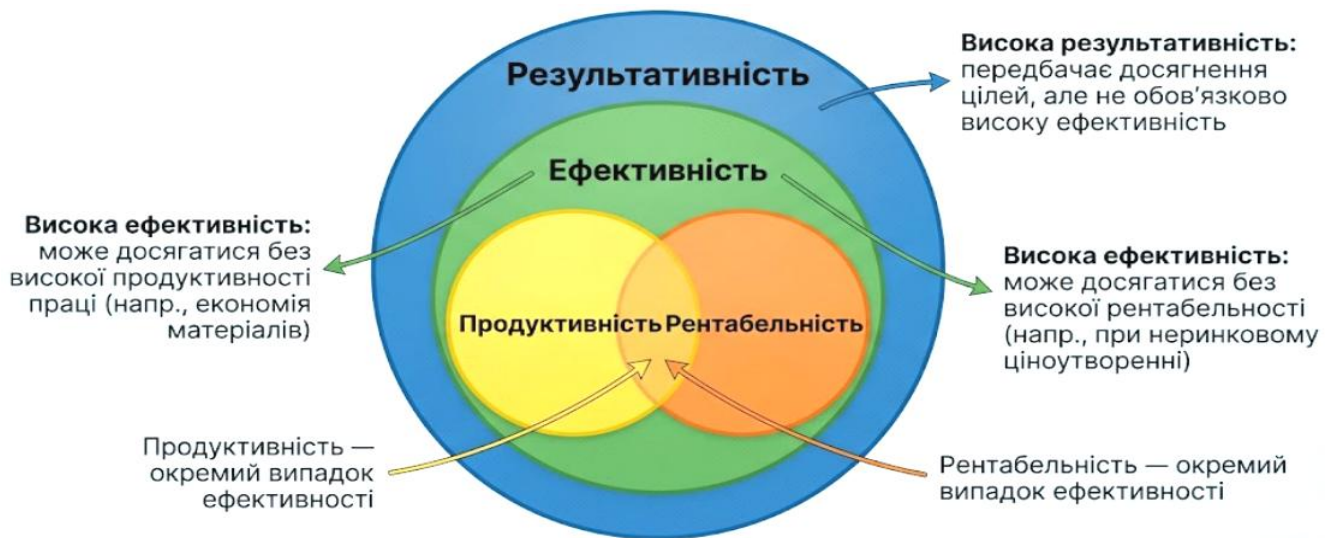 Результативність
Ефективність
Продуктивність
Рентабельність
Висока результативність:
передбачає досягнення
цілей, але не обов’язково
високу ефективність
Висока ефективність:
може досягатися без
високої продуктивності
праці (напр., економія
матеріалів)
Висока ефективність:
може досягатися без
високої рентабельності
(напр., при неринковому
ціноутворенні)
Продуктивність —
окремий випадок
ефективності
Рентабельність — окремий
випадок ефективності